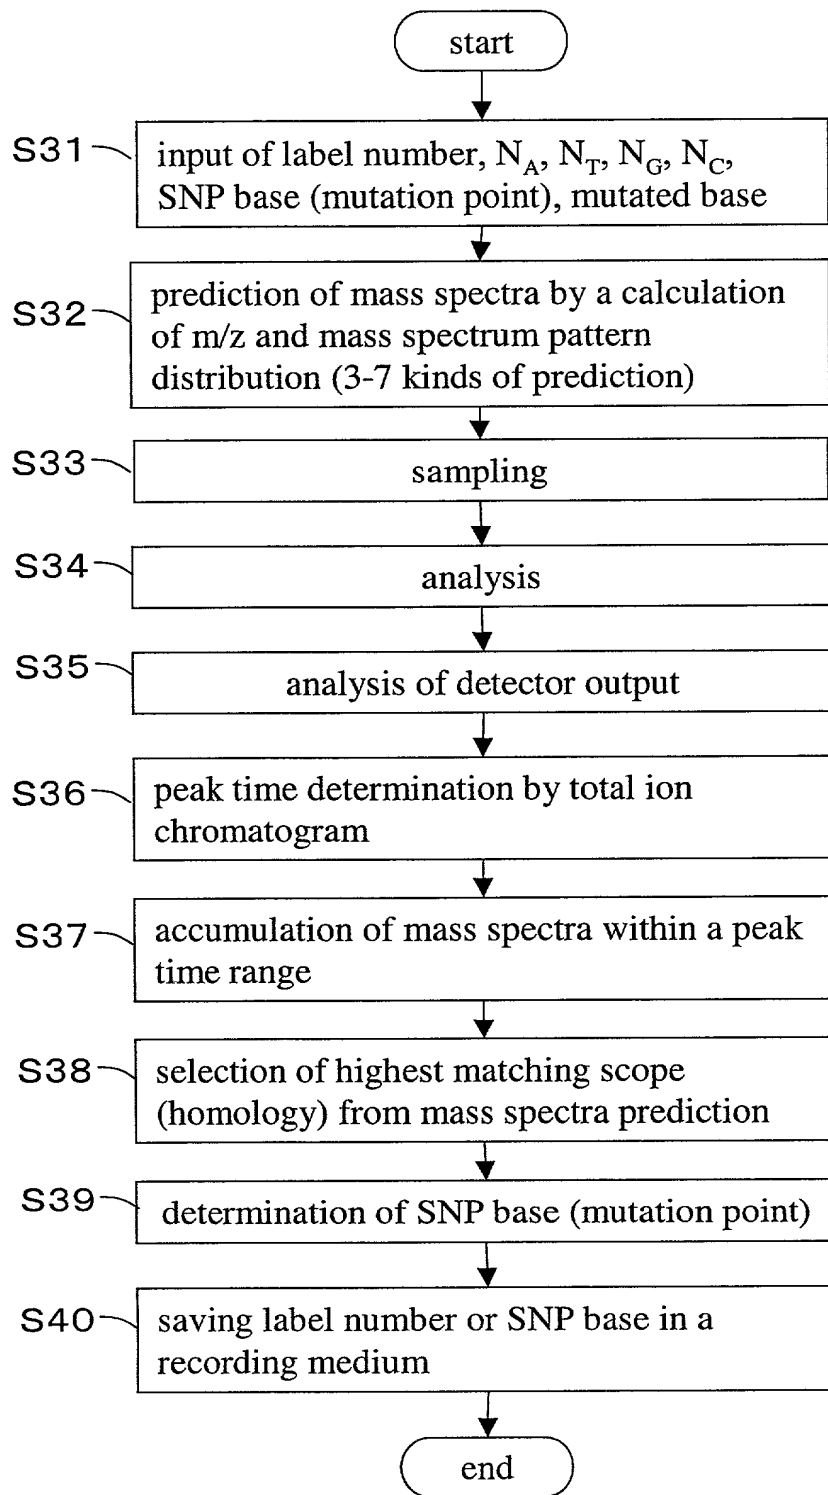 start
S31
input of label number, N_A, N_T, N_G, N_C,
SNP base (mutation point), mutated base
S32
prediction of mass spectra by a calculation
of m/z and mass spectrum pattern
distribution (3-7 kinds of prediction)
S33
sampling
S34
analysis
S35
analysis of detector output
S36
peak time determination by total ion
chromatogram
S37
accumulation of mass spectra within a peak
time range
S38
selection of highest matching scope
(homology) from mass spectra prediction
S39
determination of SNP base (mutation point)
S40
saving label number or SNP base in a
recording medium
end